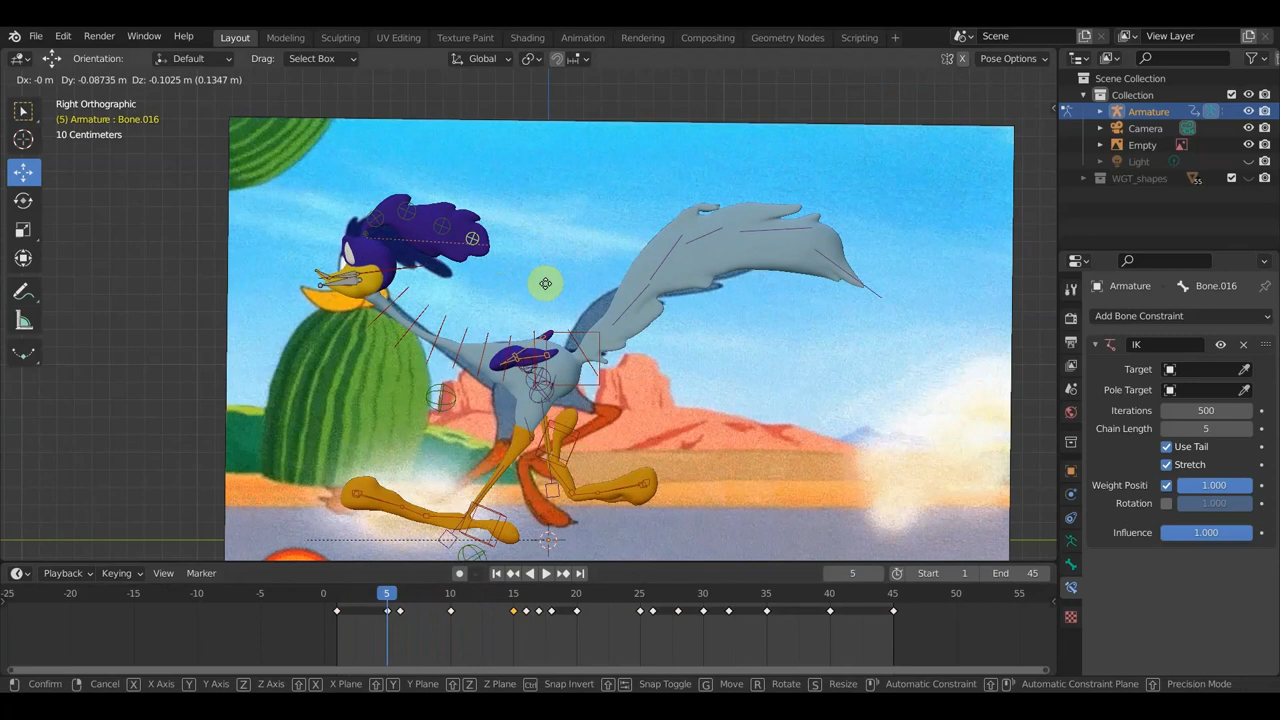 File Edit Render Window Help Layout Modeling Sculpting UV Editing Texture Paint Shading Animation Rendering Compositing Geometry Nodes Scripting + Scene View Layer
Orientation: Default Drag: Select Box Global Pose Options
Dx: -0 m Dy: -0.08735 m Dz: -0.1025 m (0.1347 m)
Right Orthographic
(5) Armature : Bone.016
10 Centimeters
Scene Collection
Collection
Armature
Camera
Empty
Light
WGT_shapes 55
Armature Bone.016
Add Bone Constraint
IK
Target
Pole Target
Iterations 500
Chain Length 5
Use Tail
Stretch
Weight Positi 1.000
Rotation 1.000
Influence 1.000
Playback Keying View Marker 5 Start 1 End 45
-25 -20 -15 -10 -5 0 5 10 15 20 25 30 35 40 45 50 55
Confirm Cancel X X Axis Y Y Axis Z Z Axis X X Plane Y Y Plane Z Z Plane Ctrl Snap Invert Snap Toggle G Move R Rotate S Resize Automatic Constraint Automatic Constraint Plane Precision Mode